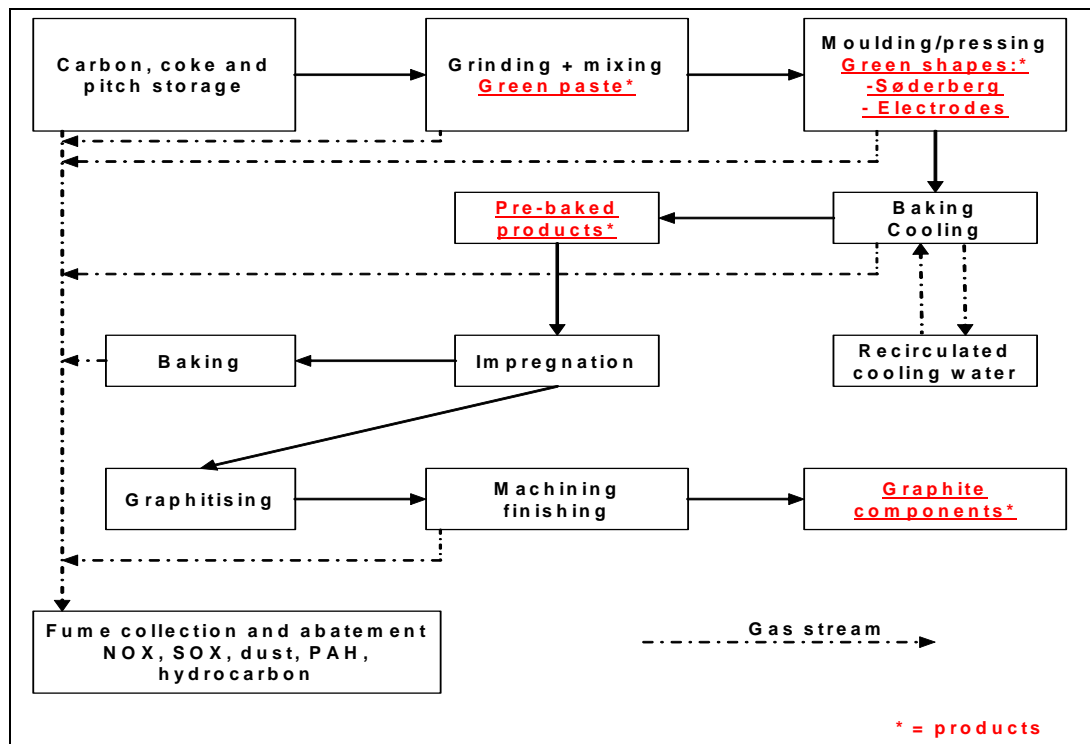 Carbon, coke and
pitch storage
Grinding + mixing
Green paste*
Moulding/pressing
Green shapes:*
-Søderberg
- Electrodes
Pre-baked
products*
Baking
Cooling
Baking
Impregnation
Recirculated
cooling water
Graphitising
Machining
finishing
Graphite
components*
Fume collection and abatement
NOX, SOX, dust, PAH,
hydrocarbon
Gas stream
* = products